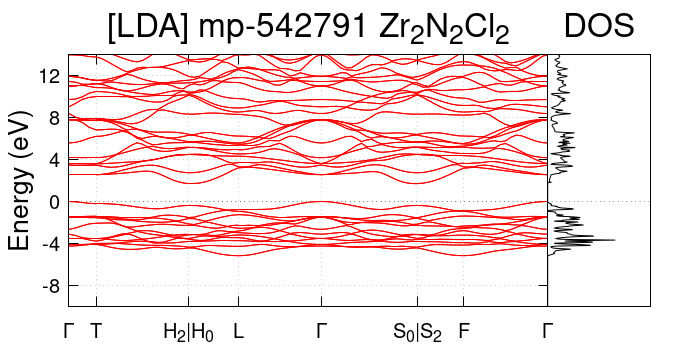 [LDA] mp-542791 Zr₂N₂Cl₂ DOS
Energy (eV)
12
8
4
0
-4
-8
Γ T H₂|H₀ L Γ S₀|S₂ F Γ